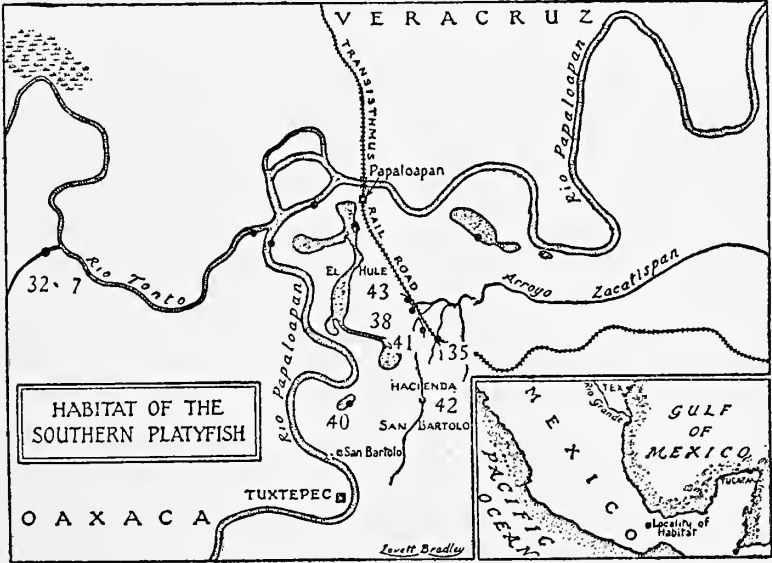 VERACRUZ
TRANSISTHMUS
RAIL
ROAD
Rio Papaloapan
Papaloapan
Rio Tonto
32. 7
EL HULE
43
Arroyo Zacatispan
38
41
35
Rio Papaloapan
HACIENDA
42
SAN BARTOLO
40
San Bartolo
TUXTEPEC
OAXACA
HABITAT OF THE
SOUTHERN PLATYFISH
Lovett Bradley
MEXICO
TEX.
Rio Grande
GULF
OF
MEXICO
YUCATAN
PACIFIC
OCEAN
Locality of
Habitat